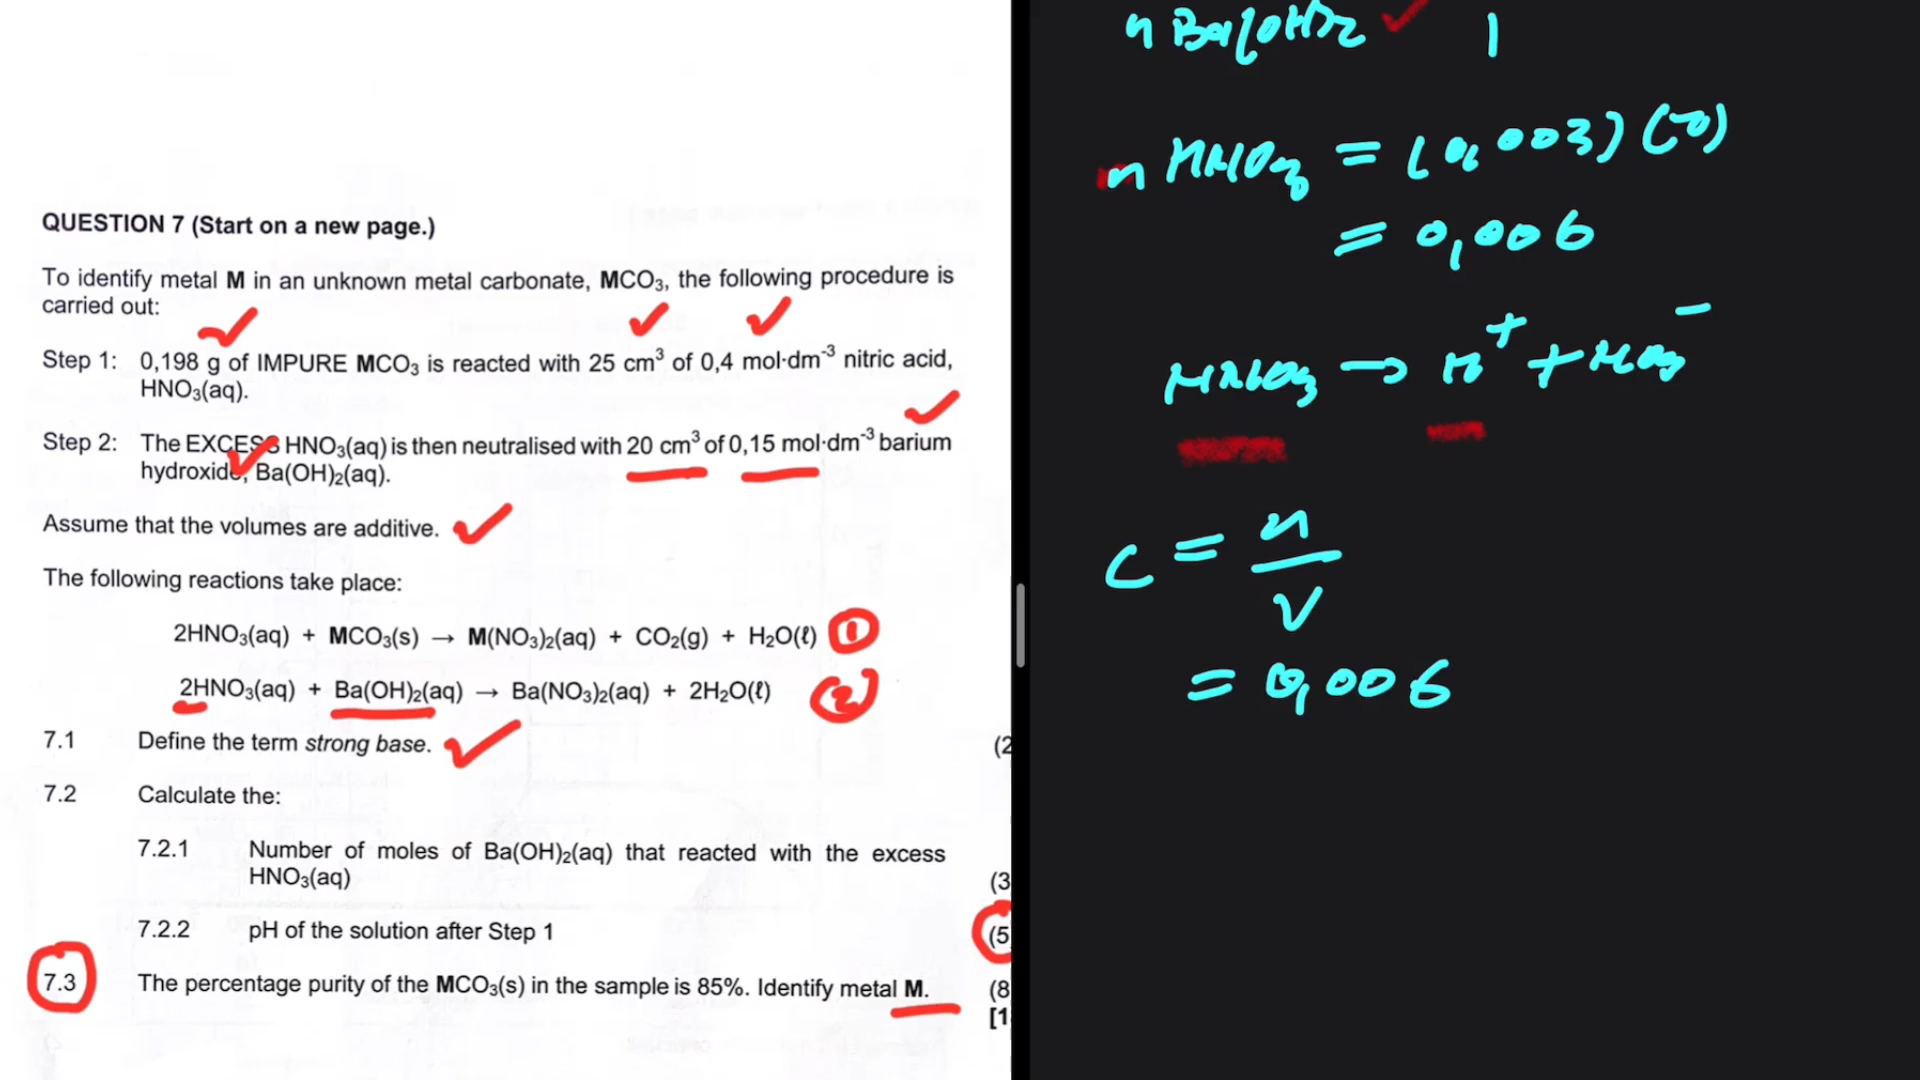 QUESTION 7 (Start on a new page.)
To identify metal M in an unknown metal carbonate, MCO₃, the following procedure is
carried out:
Step 1: 0,198 g of IMPURE MCO₃ is reacted with 25 cm³ of 0,4 mol·dm⁻³ nitric acid,
HNO₃(aq).
Step 2: The EXCESS HNO₃(aq) is then neutralised with 20 cm³ of 0,15 mol·dm⁻³ barium
hydroxide, Ba(OH)₂(aq).
Assume that the volumes are additive.
The following reactions take place:
2HNO₃(aq) + MCO₃(s) → M(NO₃)₂(aq) + CO₂(g) + H₂O(ℓ) 1
2HNO₃(aq) + Ba(OH)₂(aq) → Ba(NO₃)₂(aq) + 2H₂O(ℓ) 2
7.1 Define the term strong base. (2
7.2 Calculate the:
7.2.1 Number of moles of Ba(OH)₂(aq) that reacted with the excess
HNO₃(aq) (3
7.2.2 pH of the solution after Step 1 (5
7.3 The percentage purity of the MCO₃(s) in the sample is 85%. Identify metal M. (8
[1
n Ba(OH)₂ 1
= 0,006
c = n
V
= 0,006